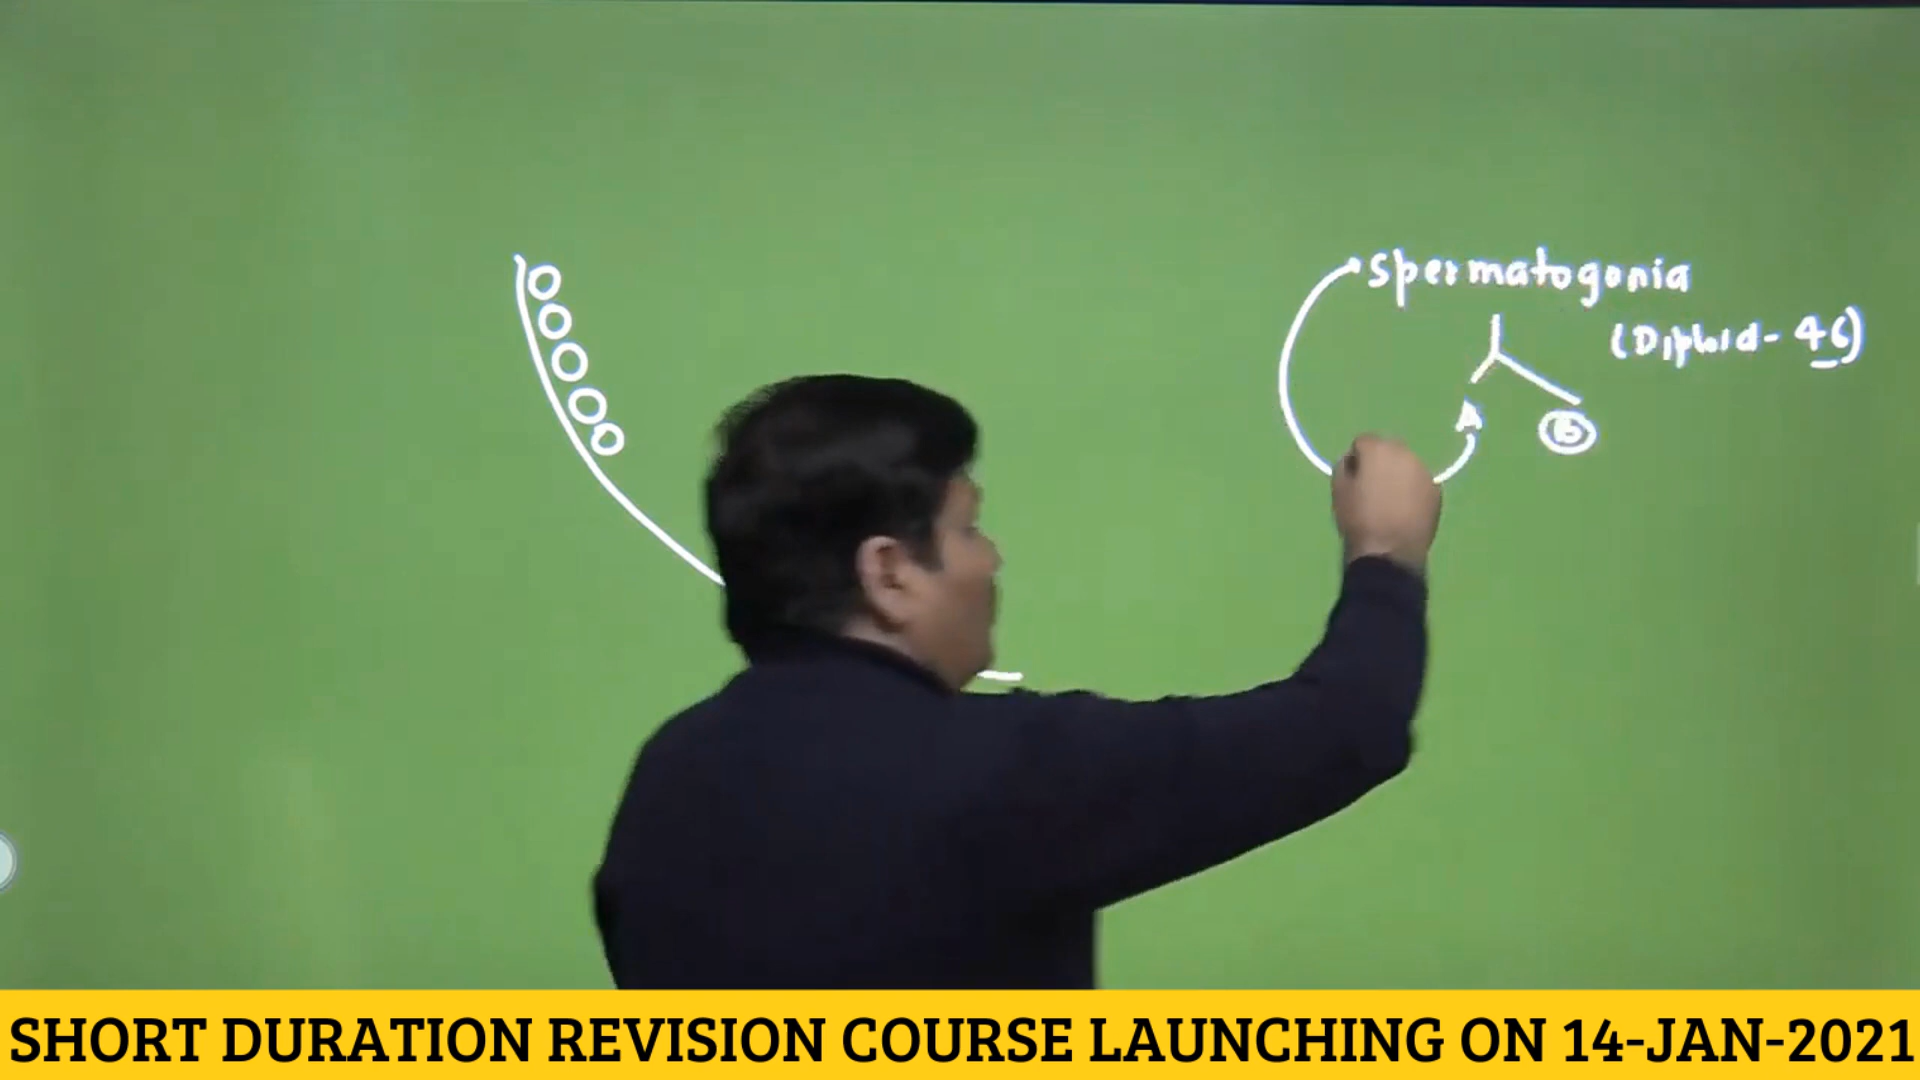 Spermatogonia
(Diploid - 46)
A
B
SHORT DURATION REVISION COURSE LAUNCHING ON 14-JAN-2021